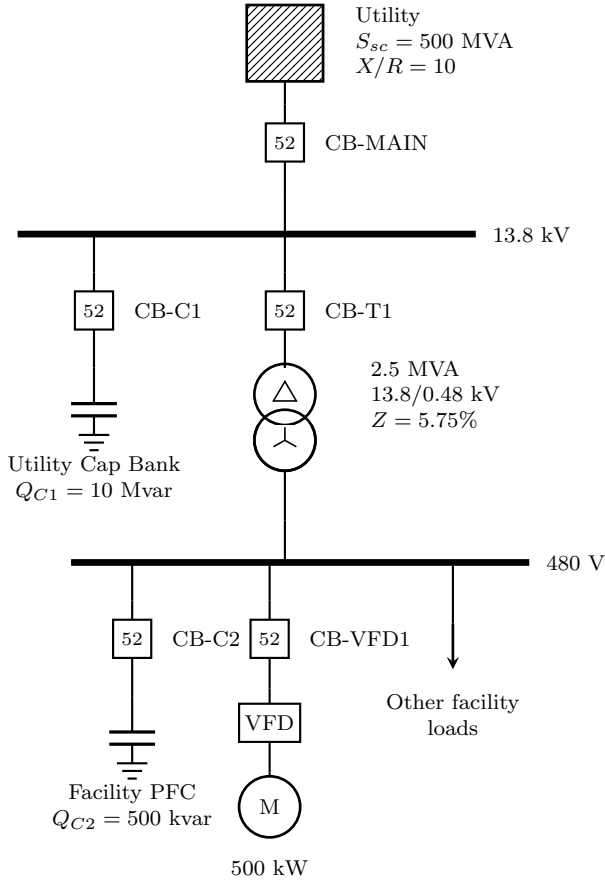 Utility
S_sc = 500 MVA
X/R = 10
52
CB-MAIN
13.8 kV
52
CB-C1
52
CB-T1
2.5 MVA
13.8/0.48 kV
Z = 5.75%
Utility Cap Bank
Q_C1 = 10 Mvar
480 V
52
CB-C2
52
CB-VFD1
VFD
Other facility
loads
Facility PFC
Q_C2 = 500 kvar
M
500 kW